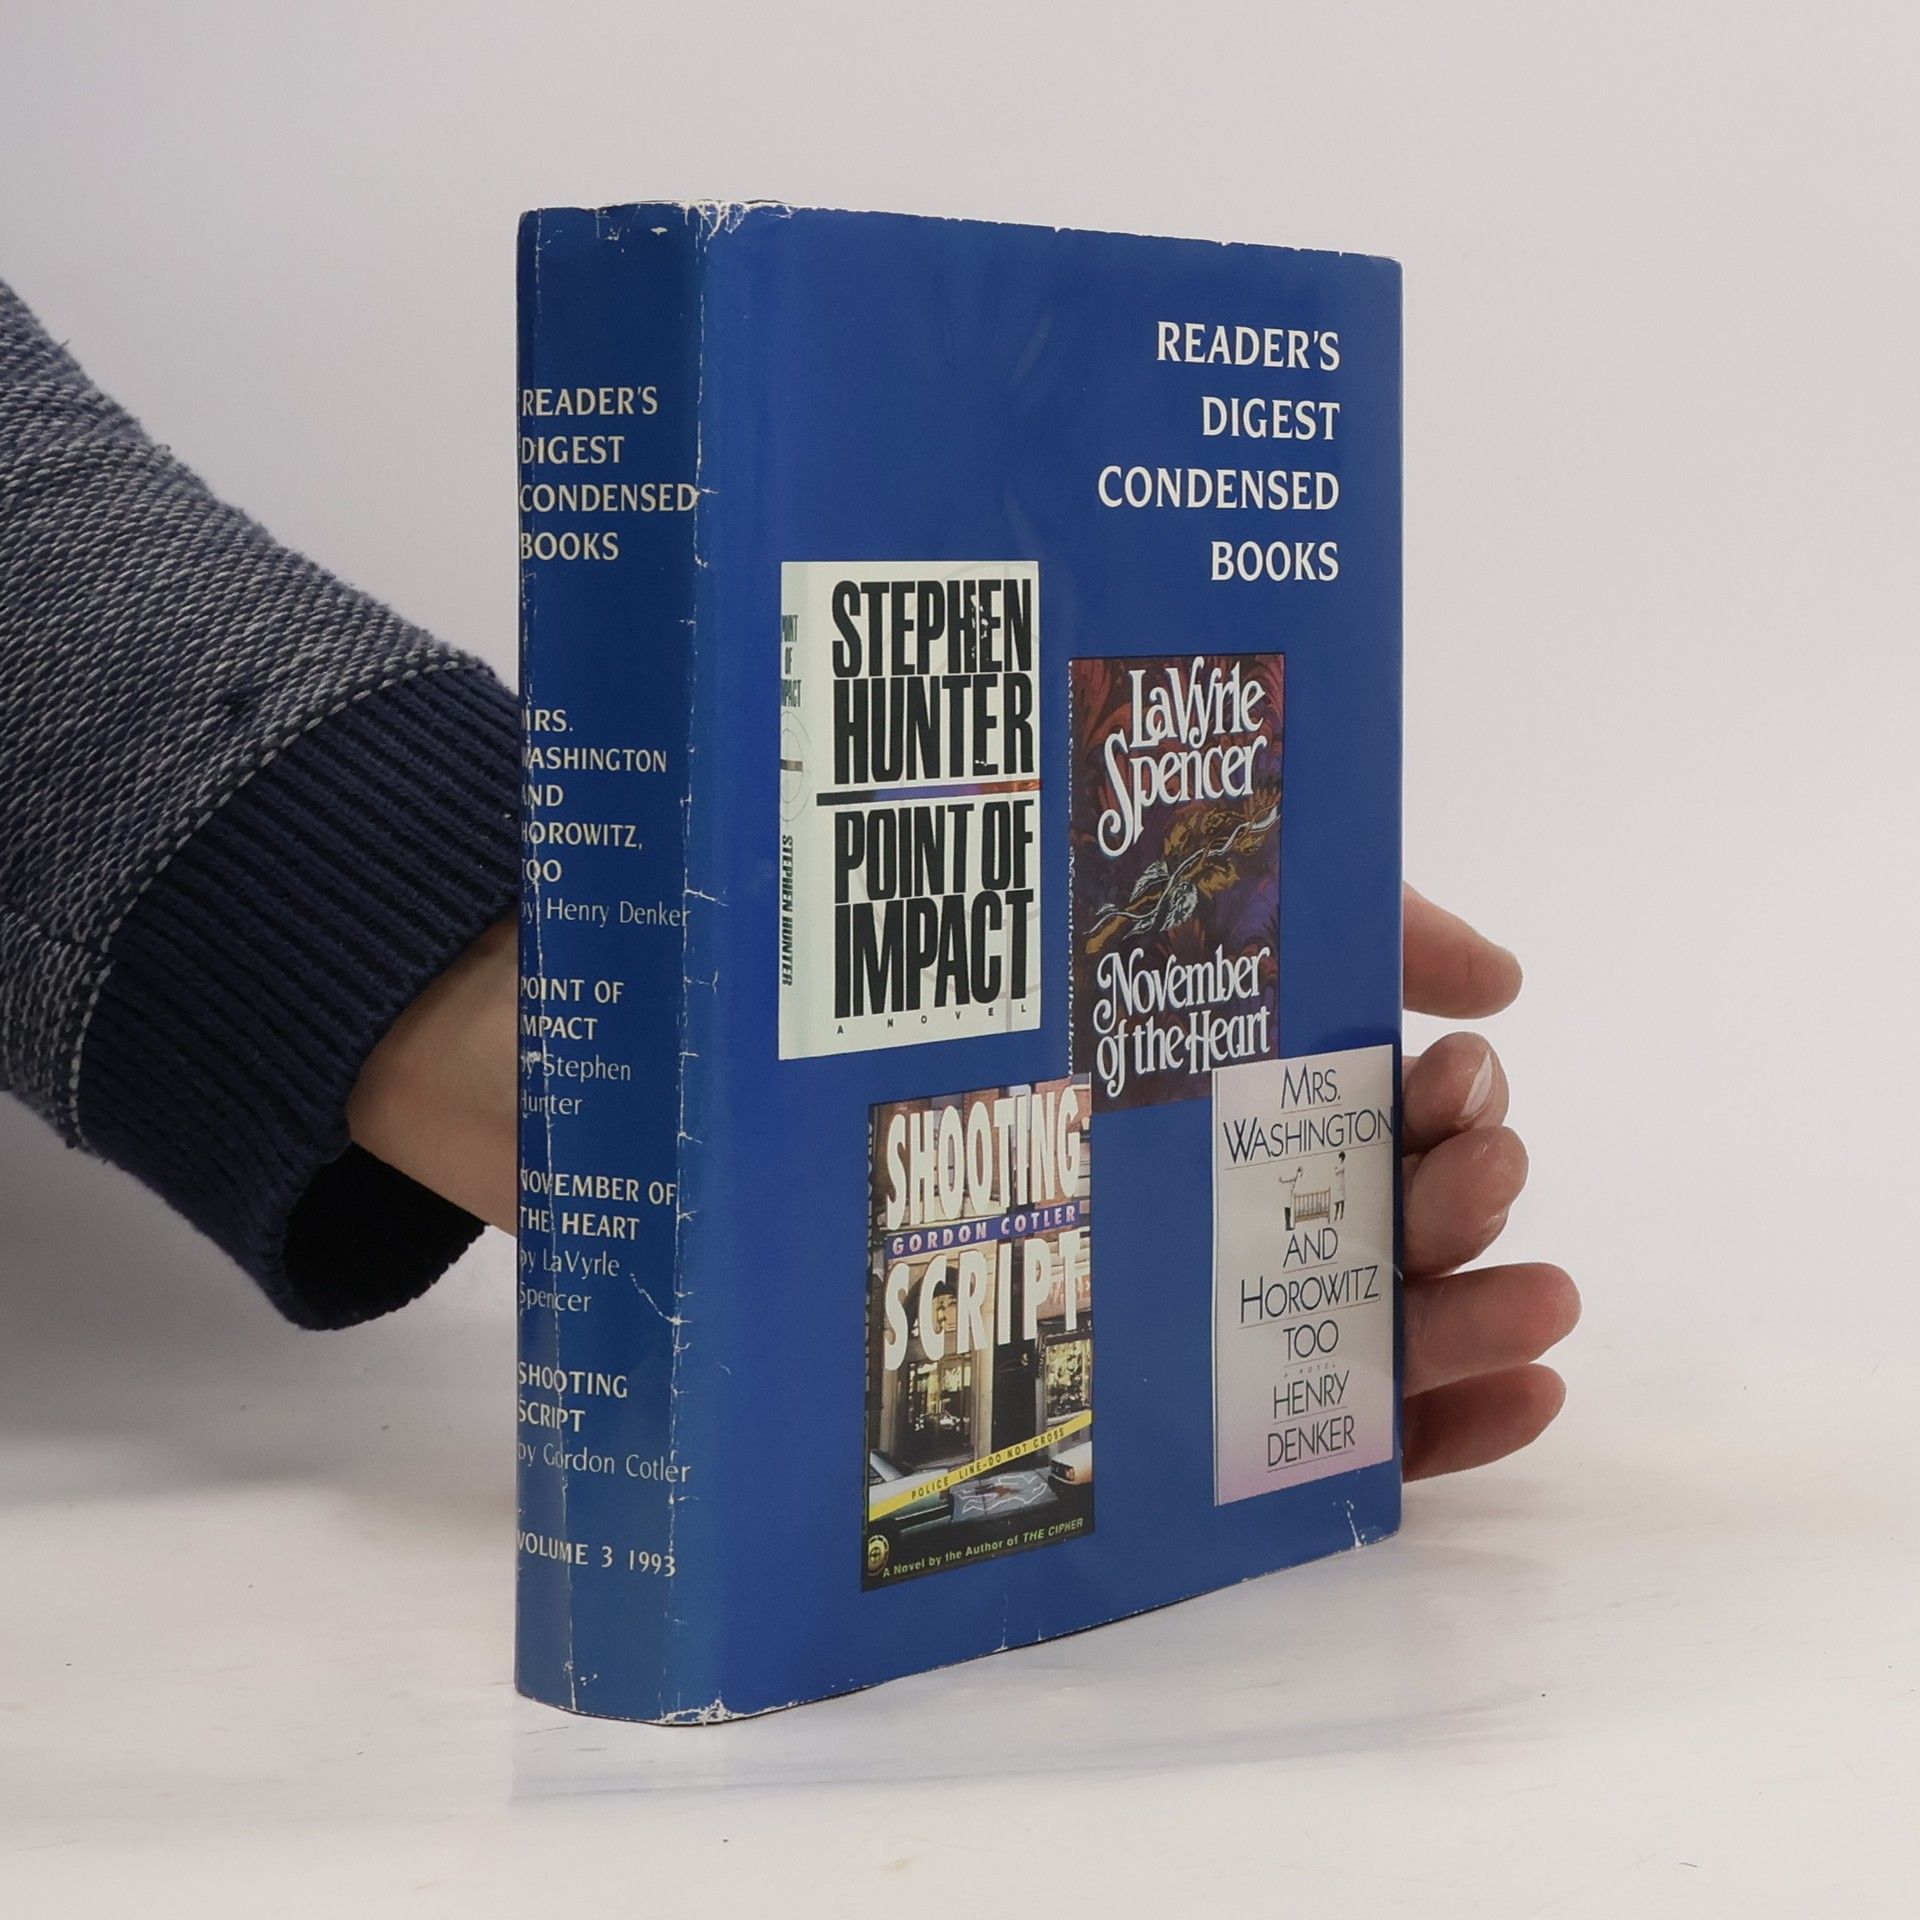 READER'S
DIGEST
CONDENSED
BOOKS
MRS.
WASHINGTON
AND
HOROWITZ,
TOO
by Henry Denker
POINT OF
IMPACT
by Stephen
Hunter
NOVEMBER OF
THE HEART
by LaVyrle
Spencer
SHOOTING
SCRIPT
by Gordon Cotler
VOLUME 3 1993
READER'S
DIGEST
CONDENSED
BOOKS
POINT
OF
IMPACT
STEPHEN HUNTER
STEPHEN
HUNTER
POINT OF
IMPACT
A NOVEL
LaVyrle
Spencer
November
of the Heart
SHOOTING
GORDON COTLER
SCRIPT
POLICE LINE-DO NOT CROSS
A Novel by the Author of THE CIPHER
MRS.
WASHINGTON
AND
HOROWITZ
TOO
A NOVEL
HENRY
DENKER